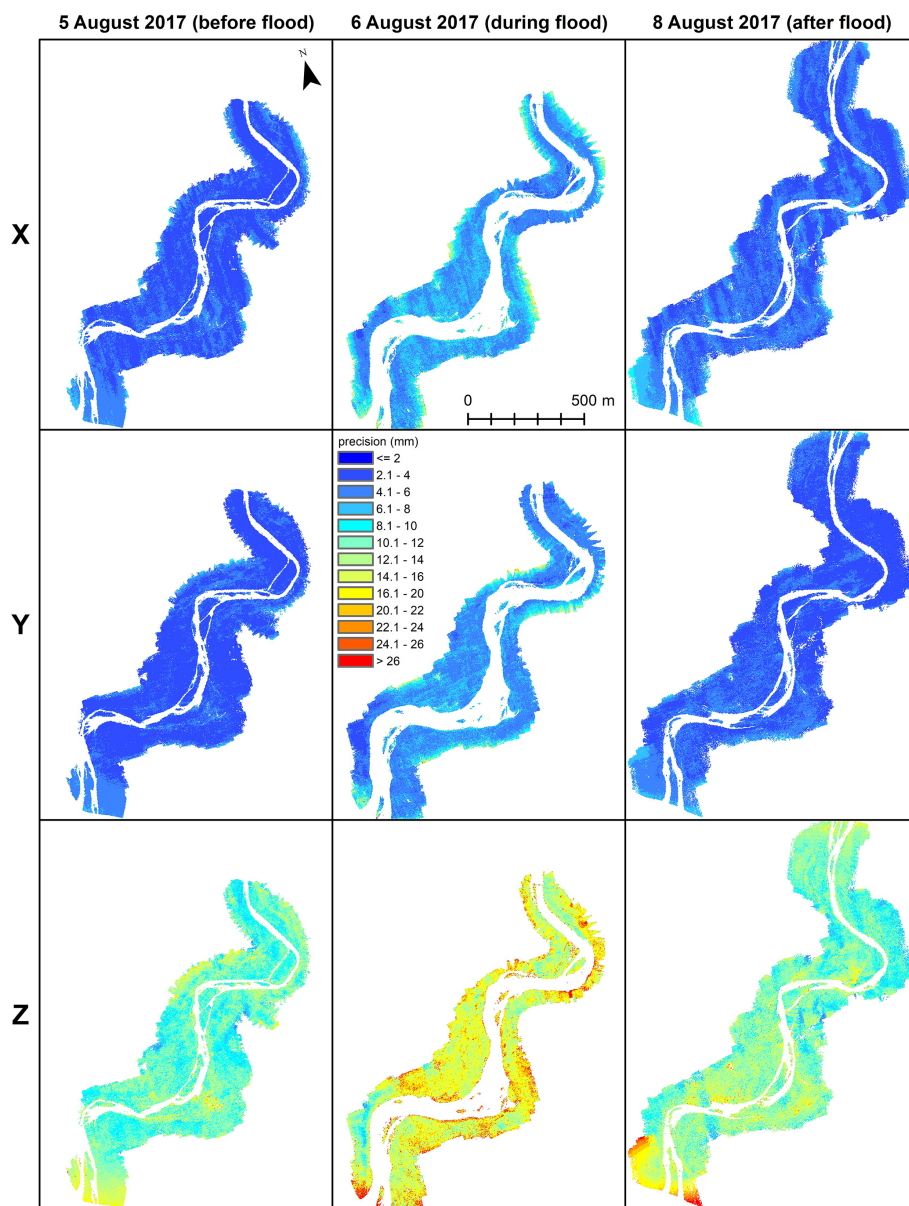 5 August 2017 (before flood)
6 August 2017 (during flood)
8 August 2017 (after flood)
N
X
0
500 m
Y
precision (mm)
<= 2
2.1 - 4
4.1 - 6
6.1 - 8
8.1 - 10
10.1 - 12
12.1 - 14
14.1 - 16
16.1 - 20
20.1 - 22
22.1 - 24
24.1 - 26
> 26
Z